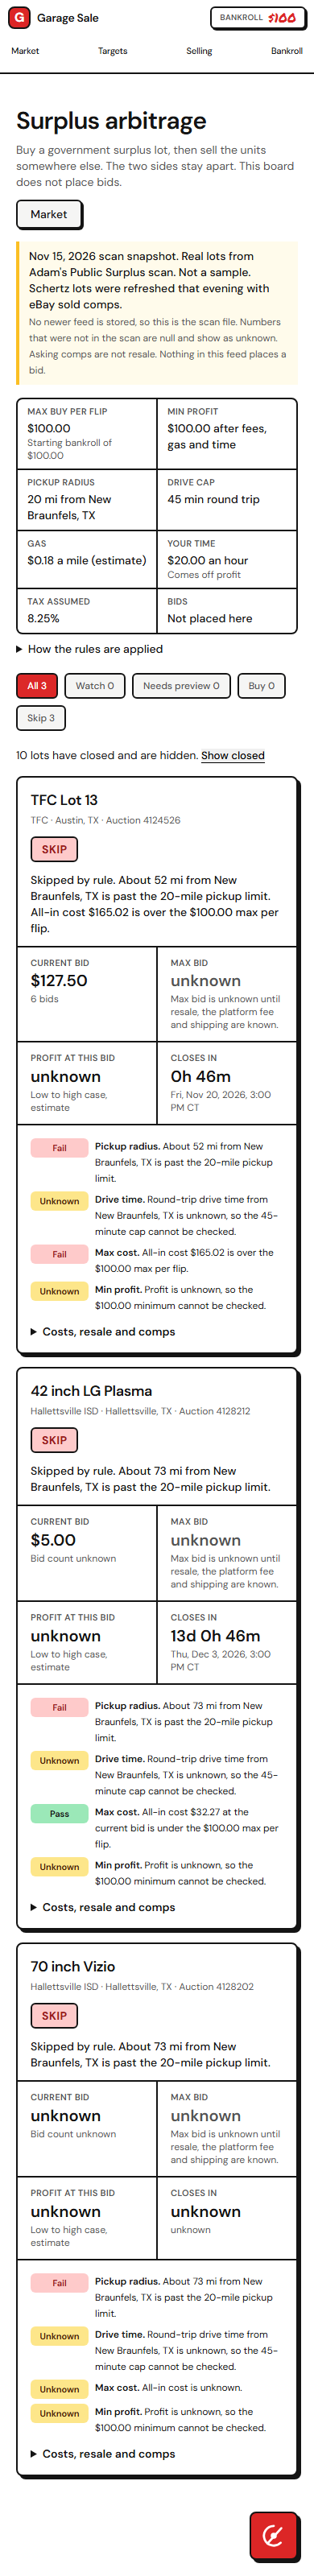 G Garage Sale
BANKROLL $100
Market Targets Selling Bankroll
Surplus arbitrage
Buy a government surplus lot, then sell the units
somewhere else. The two sides stay apart. This board
does not place bids.
Market
Nov 15, 2026 scan snapshot. Real lots from
Adam's Public Surplus scan. Not a sample.
Schertz lots were refreshed that evening with
eBay sold comps.
No newer feed is stored, so this is the scan file. Numbers
that were not in the scan are null and show as unknown.
Asking comps are not resale. Nothing in this feed places a
bid.
MAX BUY PER FLIP
$100.00
Starting bankroll of
$100.00
MIN PROFIT
$100.00 after fees,
gas and time
PICKUP RADIUS
20 mi from New
Braunfels, TX
DRIVE CAP
45 min round trip
GAS
$0.18 a mile (estimate)
YOUR TIME
$20.00 an hour
Comes off profit
TAX ASSUMED
8.25%
BIDS
Not placed here
How the rules are applied
All 3
Watch 0
Needs preview 0
Buy 0
Skip 3
10 lots have closed and are hidden. Show closed
TFC Lot 13
TFC · Austin, TX · Auction 4124526
SKIP
Skipped by rule. About 52 mi from New
Braunfels, TX is past the 20-mile pickup limit.
All-in cost $165.02 is over the $100.00 max per
flip.
CURRENT BID
$127.50
6 bids
MAX BID
unknown
Max bid is unknown until
resale, the platform fee
and shipping are known.
PROFIT AT THIS BID
unknown
Low to high case,
estimate
CLOSES IN
0h 46m
Fri, Nov 20, 2026, 3:00
PM CT
Fail
Pickup radius. About 52 mi from New
Braunfels, TX is past the 20-mile pickup
limit.
Unknown
Drive time. Round-trip drive time from
New Braunfels, TX is unknown, so the 45-
minute cap cannot be checked.
Fail
Max cost. All-in cost $165.02 is over the
$100.00 max per flip.
Unknown
Min profit. Profit is unknown, so the
$100.00 minimum cannot be checked.
Costs, resale and comps
42 inch LG Plasma
Hallettsville ISD · Hallettsville, TX · Auction 4128212
SKIP
Skipped by rule. About 73 mi from New
Braunfels, TX is past the 20-mile pickup limit.
CURRENT BID
$5.00
Bid count unknown
MAX BID
unknown
Max bid is unknown until
resale, the platform fee
and shipping are known.
PROFIT AT THIS BID
unknown
Low to high case,
estimate
CLOSES IN
13d 0h 46m
Thu, Dec 3, 2026, 3:00
PM CT
Fail
Pickup radius. About 73 mi from New
Braunfels, TX is past the 20-mile pickup
limit.
Unknown
Drive time. Round-trip drive time from
New Braunfels, TX is unknown, so the 45-
minute cap cannot be checked.
Pass
Max cost. All-in cost $32.27 at the
current bid is under the $100.00 max per
flip.
Unknown
Min profit. Profit is unknown, so the
$100.00 minimum cannot be checked.
Costs, resale and comps
70 inch Vizio
Hallettsville ISD · Hallettsville, TX · Auction 4128202
SKIP
Skipped by rule. About 73 mi from New
Braunfels, TX is past the 20-mile pickup limit.
CURRENT BID
unknown
Bid count unknown
MAX BID
unknown
Max bid is unknown until
resale, the platform fee
and shipping are known.
PROFIT AT THIS BID
unknown
Low to high case,
estimate
CLOSES IN
unknown
unknown
Fail
Pickup radius. About 73 mi from New
Braunfels, TX is past the 20-mile pickup
limit.
Unknown
Drive time. Round-trip drive time from
New Braunfels, TX is unknown, so the 45-
minute cap cannot be checked.
Unknown
Max cost. All-in cost is unknown.
Unknown
Min profit. Profit is unknown, so the
$100.00 minimum cannot be checked.
Costs, resale and comps